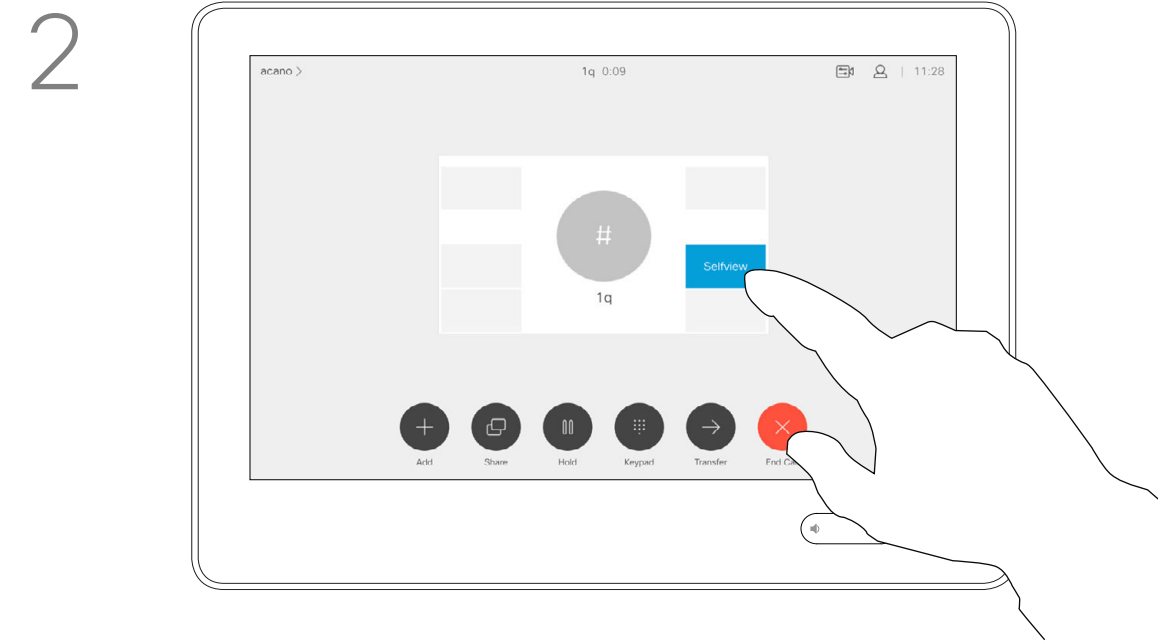 2
acano >
1q 0:09
11:28
#
Selfview
1q
Add
Share
Hold
Keypad
Transfer
End Ca